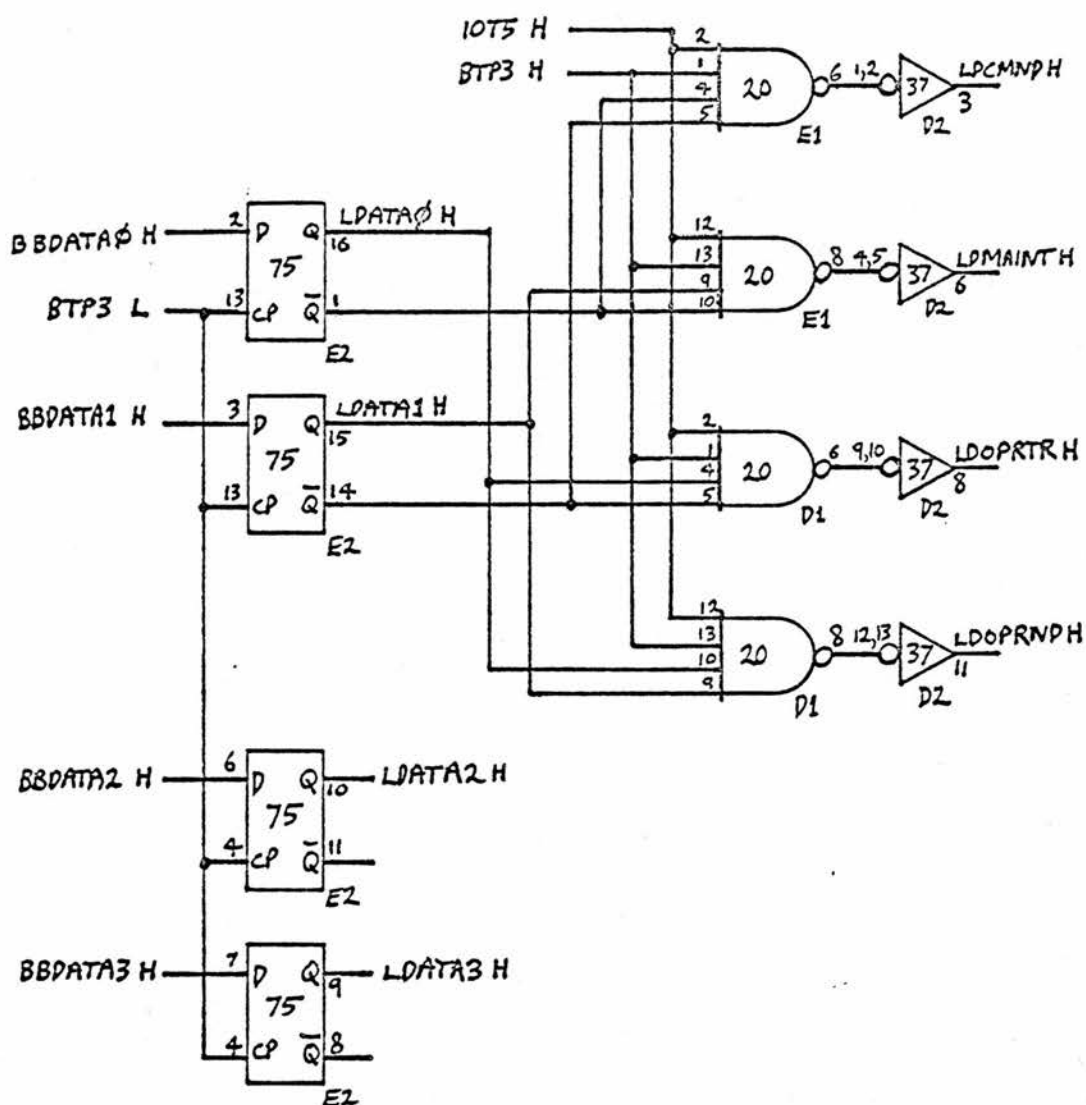 IOT5 H
BTP3 H
2
1
4
5
20
E1
6
1,2
37
D2
LDCMND H
3
12
13
9
10
20
E1
8
4,5
37
D2
LDMAINT H
6
BBDATAØ H
2
D Q
75
CP Q̅
E2
LDATAØ H
16
BTP3 L
13
1
BBDATA1 H
3
D Q
75
CP Q̅
E2
LDATA1 H
15
13
14
2
1
4
5
20
D1
6
9,10
37
D2
LDOPRTR H
8
12
13
10
9
20
D1
8
12,13
37
D2
LDOPRND H
11
BBDATA2 H
6
D Q
75
CP Q̅
E2
LDATA2 H
10
4
11
BBDATA3 H
7
D Q
75
CP Q̅
E2
LDATA3 H
9
4
8